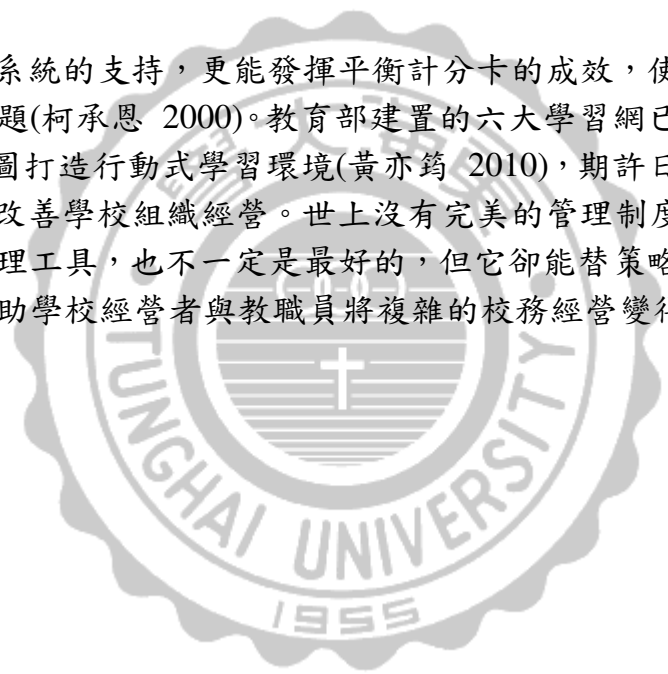 系統的支持，更能發揮平衡計分卡的成效，使
題(柯承恩 2000)。教育部建置的六大學習網已
圖打造行動式學習環境(黃亦筠 2010)，期許日
改善學校組織經營。世上沒有完美的管理制度
理工具，也不一定是最好的，但它卻能替策略
助學校經營者與教職員將複雜的校務經營變得
TUNGHAI UNIVERSITY
1955